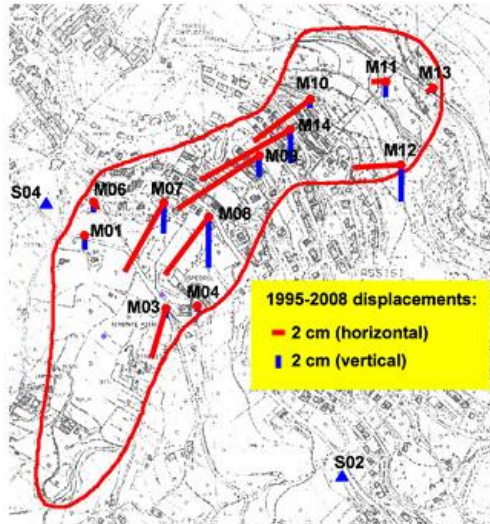 M11
M13
M10
M14
M12
M09
S04
M06
M07
M08
M01
ASSISI
M03
M04
1995-2008 displacements:
2 cm (horizontal)
2 cm (vertical)
S02